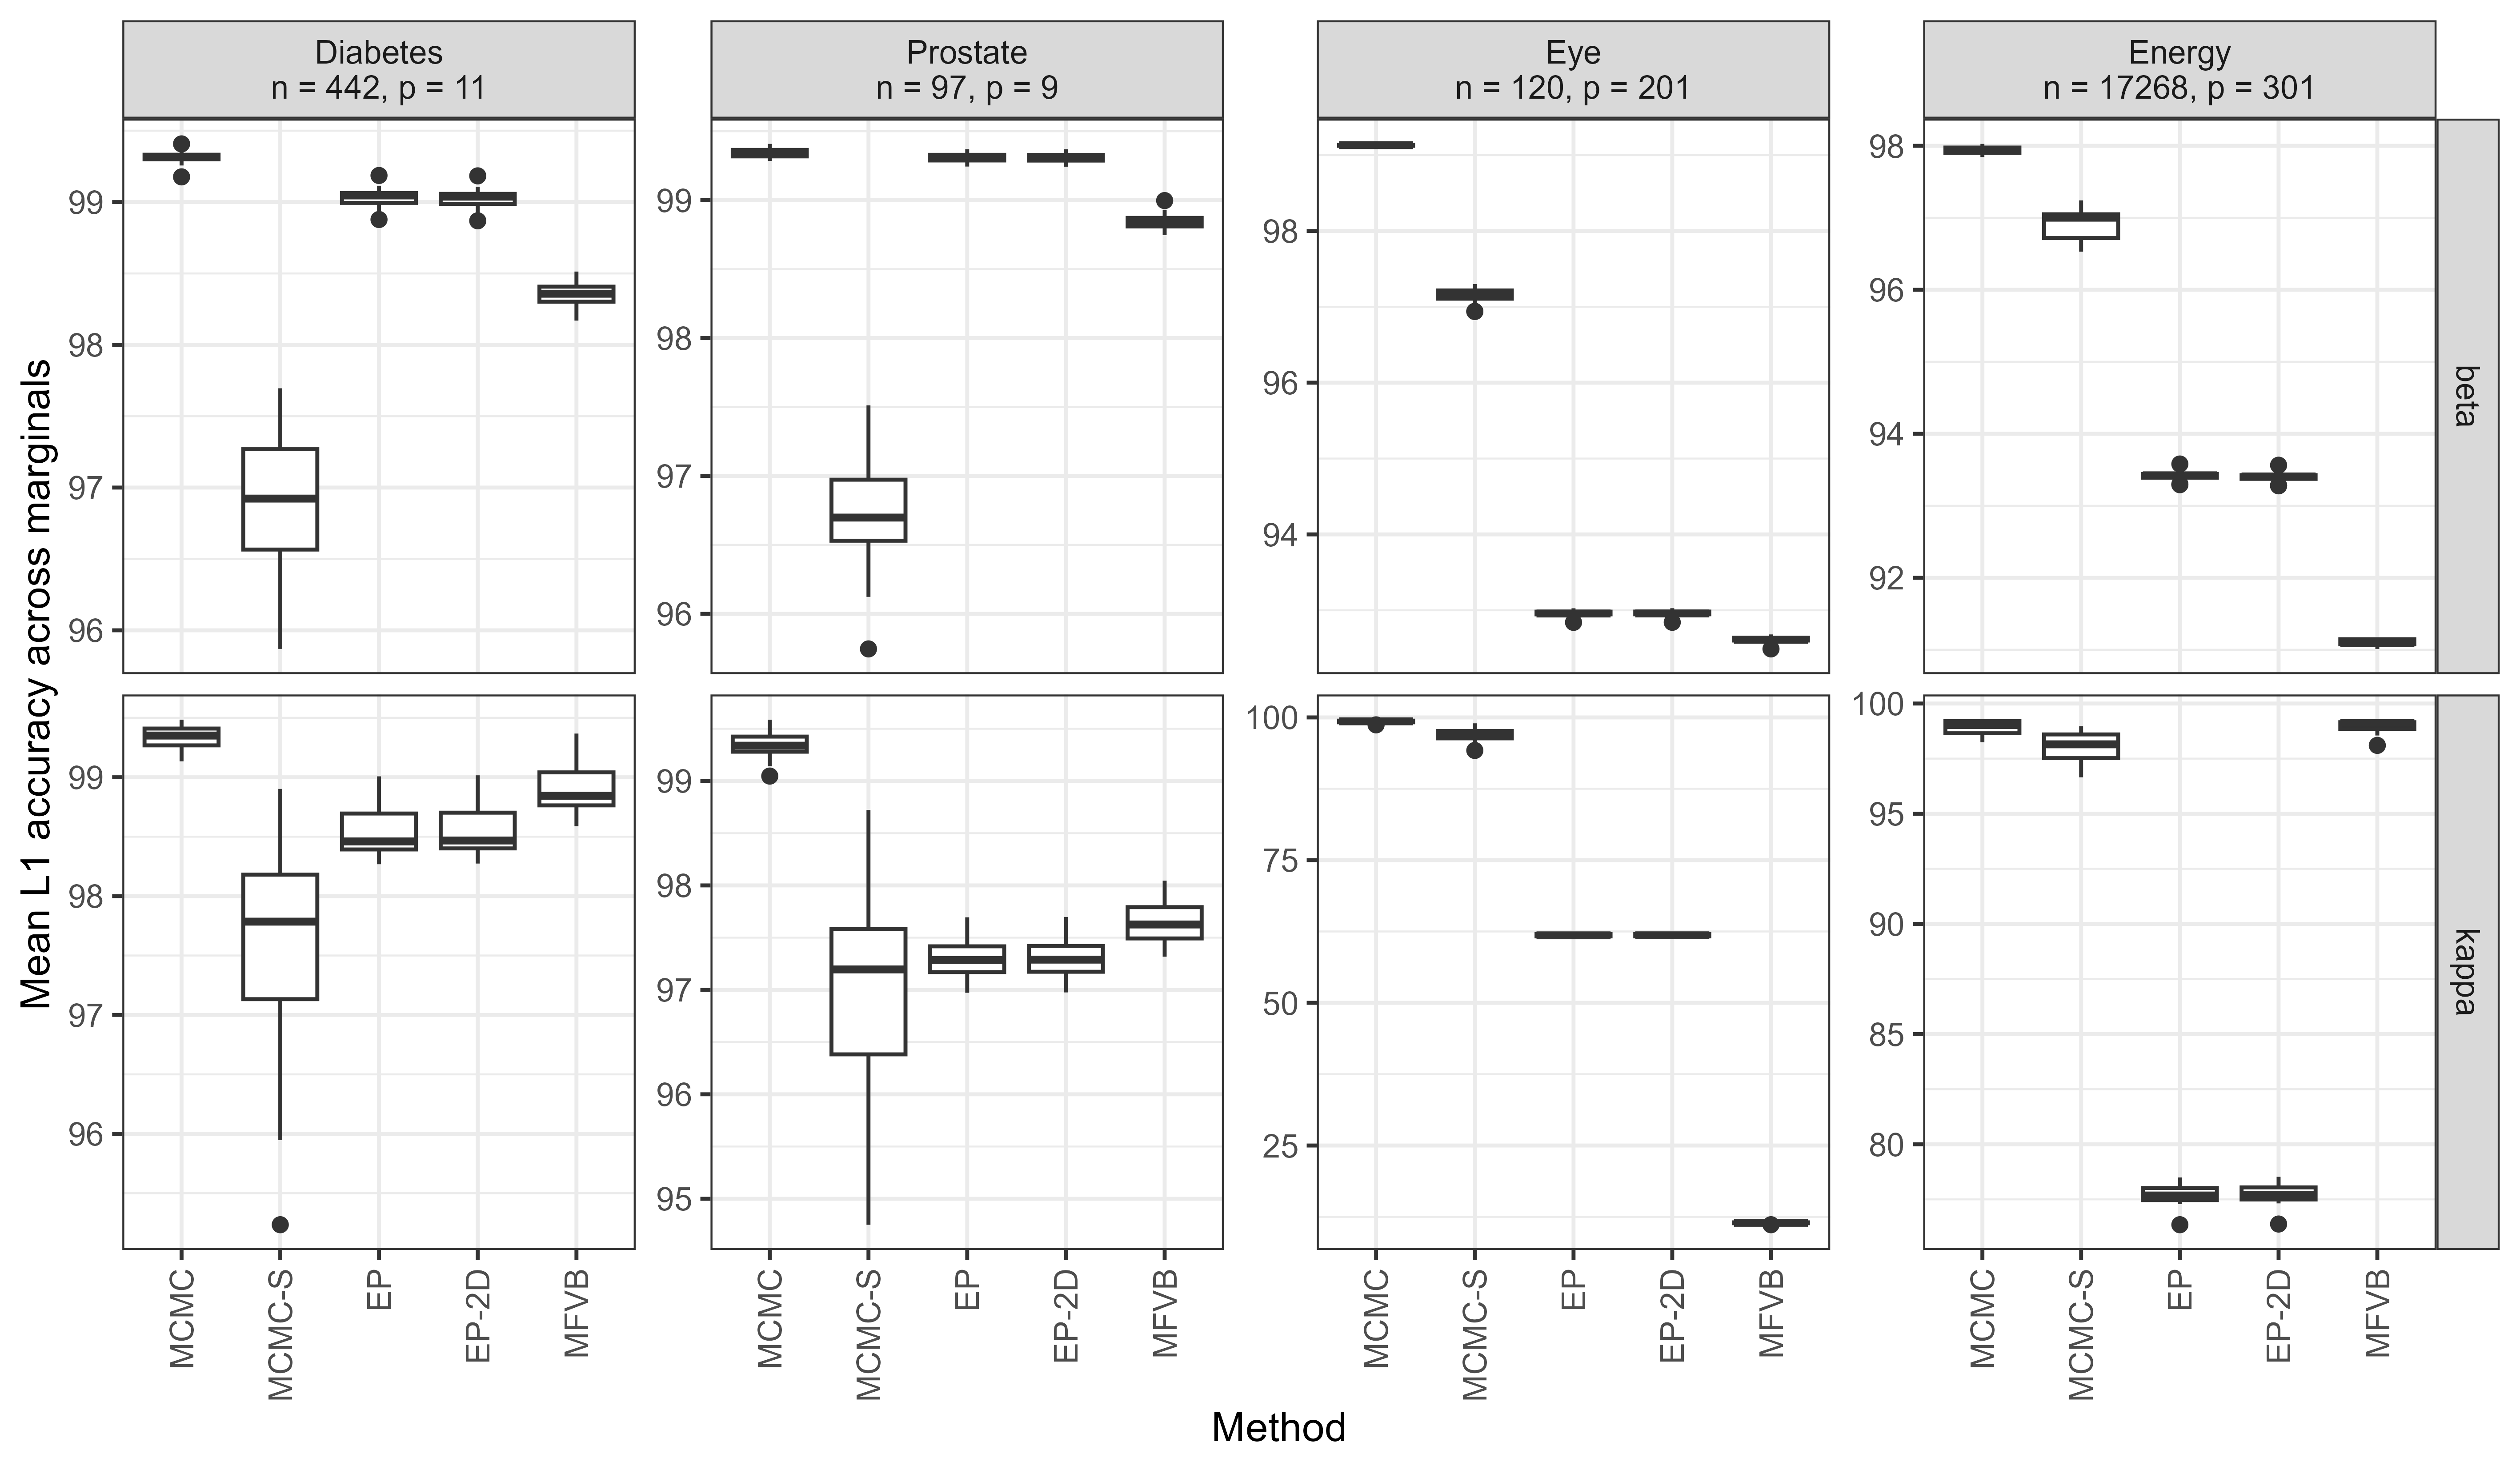 Diabetes
n = 442, p = 11
Prostate
n = 97, p = 9
Eye
n = 120, p = 201
Energy
n = 17268, p = 301
Mean L1 accuracy across marginals
99
98
97
96
99
98
97
96
98
96
94
98
96
94
92
beta
99
98
97
96
99
98
97
96
95
100
75
50
25
100
95
90
85
80
kappa
MCMC
MCMC-S
EP
EP-2D
MFVB
MCMC
MCMC-S
EP
EP-2D
MFVB
MCMC
MCMC-S
EP
EP-2D
MFVB
MCMC
MCMC-S
EP
EP-2D
MFVB
Method